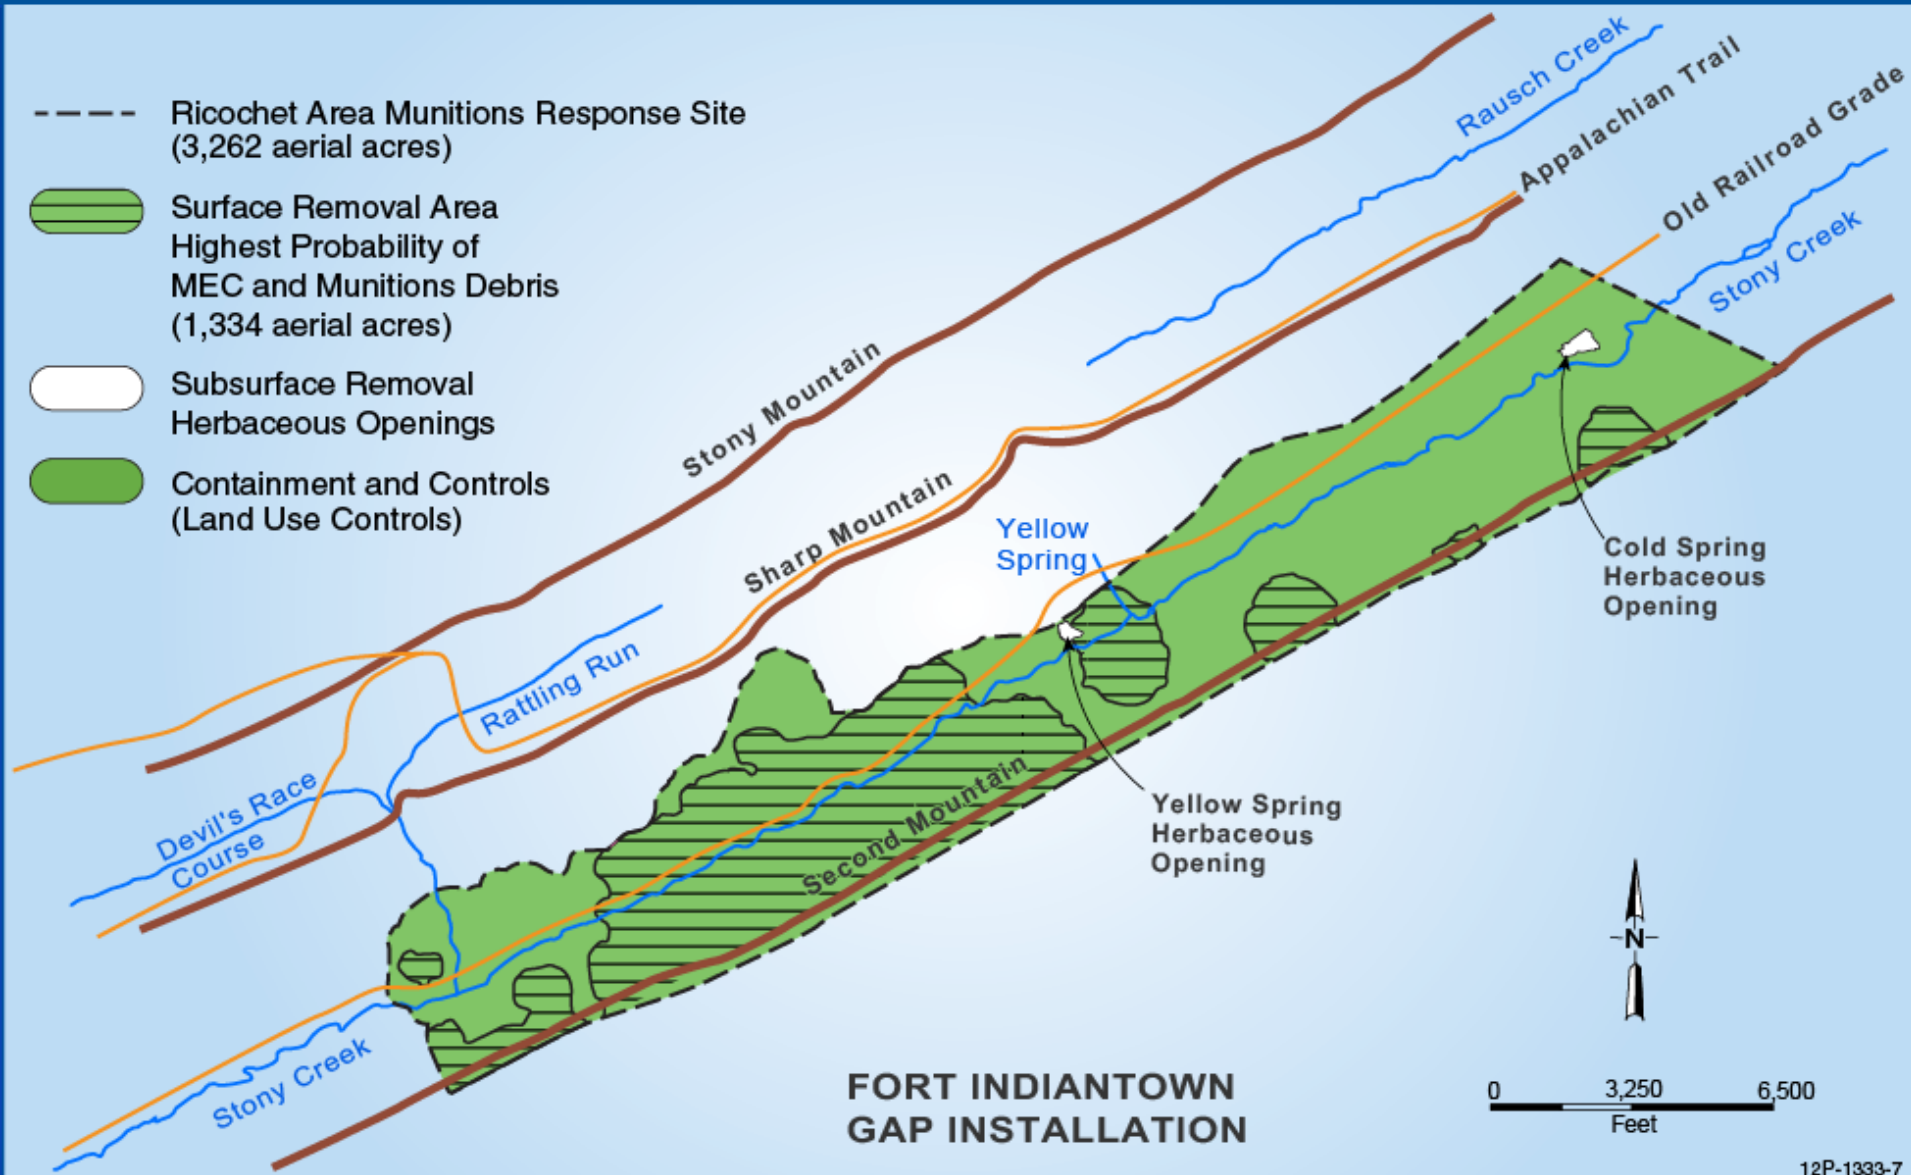 Ricochet Area Munitions Response Site
(3,262 aerial acres)
Surface Removal Area
Highest Probability of
MEC and Munitions Debris
(1,334 aerial acres)
Subsurface Removal
Herbaceous Openings
Containment and Controls
(Land Use Controls)
Rausch Creek
Appalachian Trail
Old Railroad Grade
Stony Creek
Stony Mountain
Sharp Mountain
Yellow
Spring
Cold Spring
Herbaceous
Opening
Rattling Run
Devil's Race
Course
Second Mountain
Yellow Spring
Herbaceous
Opening
Stony Creek
N
FORT INDIANTOWN
GAP INSTALLATION
0 3,250 6,500
Feet
12P-1333-7